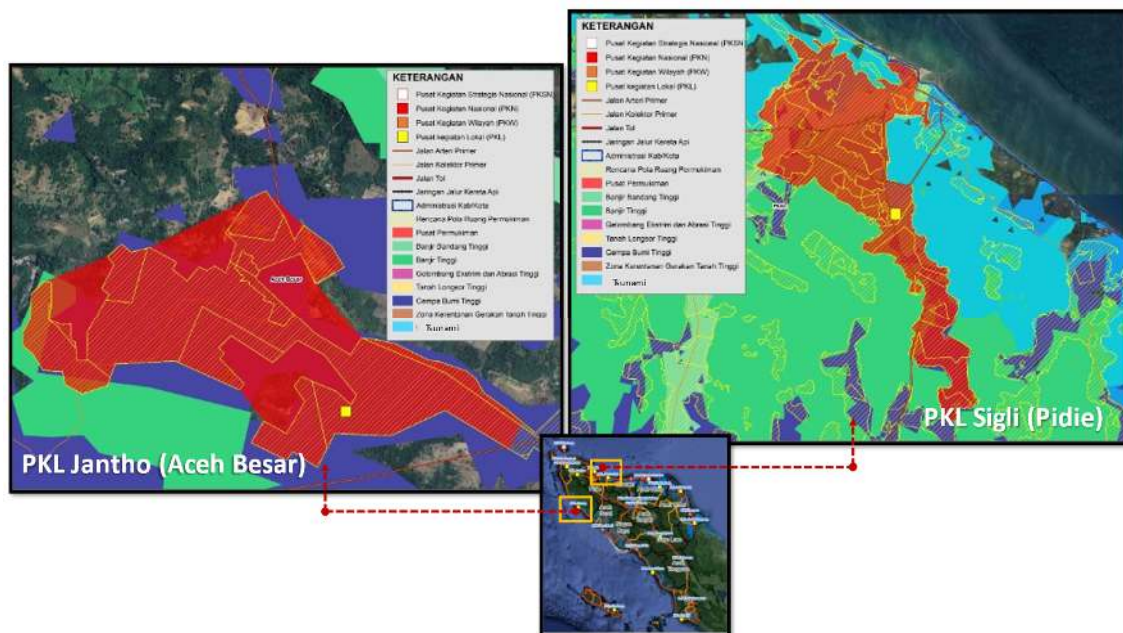 KETERANGAN
Pusat Kegiatan Strategis Nasional (PKSN)
Pusat Kegiatan Nasional (PKN)
Pusat Kegiatan Wilayah (PKW)
Pusat kegiatan Lokal (PKL)
Jalan Arteri Primer
Jalan Kolektor Primer
Jalan Tol
Jaringan Jalur Kereta Api
Administrasi Kab/Kota
Rencana Pola Ruang Permukiman
Pusat Permukiman
Banjir Bandang Tinggi
Banjir Tinggi
Gelombang Ekstrim dan Abrasi Tinggi
Tanah Longsor Tinggi
Gempa Bumi Tinggi
Zona Kerentanan Gerakan Tanah Tinggi
Tsunami
Aceh Besar
PKL Jantho (Aceh Besar)
KETERANGAN
Pusat Kegiatan Strategis Nasional (PKSN)
Pusat Kegiatan Nasional (PKN)
Pusat Kegiatan Wilayah (PKW)
Pusat kegiatan Lokal (PKL)
Jalan Arteri Primer
Jalan Kolektor Primer
Jalan Tol
Jaringan Jalur Kereta Api
Administrasi Kab/Kota
Rencana Pola Ruang Permukiman
Pusat Permukiman
Banjir Bandang Tinggi
Banjir Tinggi
Gelombang Ekstrim dan Abrasi Tinggi
Tanah Longsor Tinggi
Gempa Bumi Tinggi
Zona Kerentanan Gerakan Tanah Tinggi
Tsunami
PKL Sigli (Pidie)